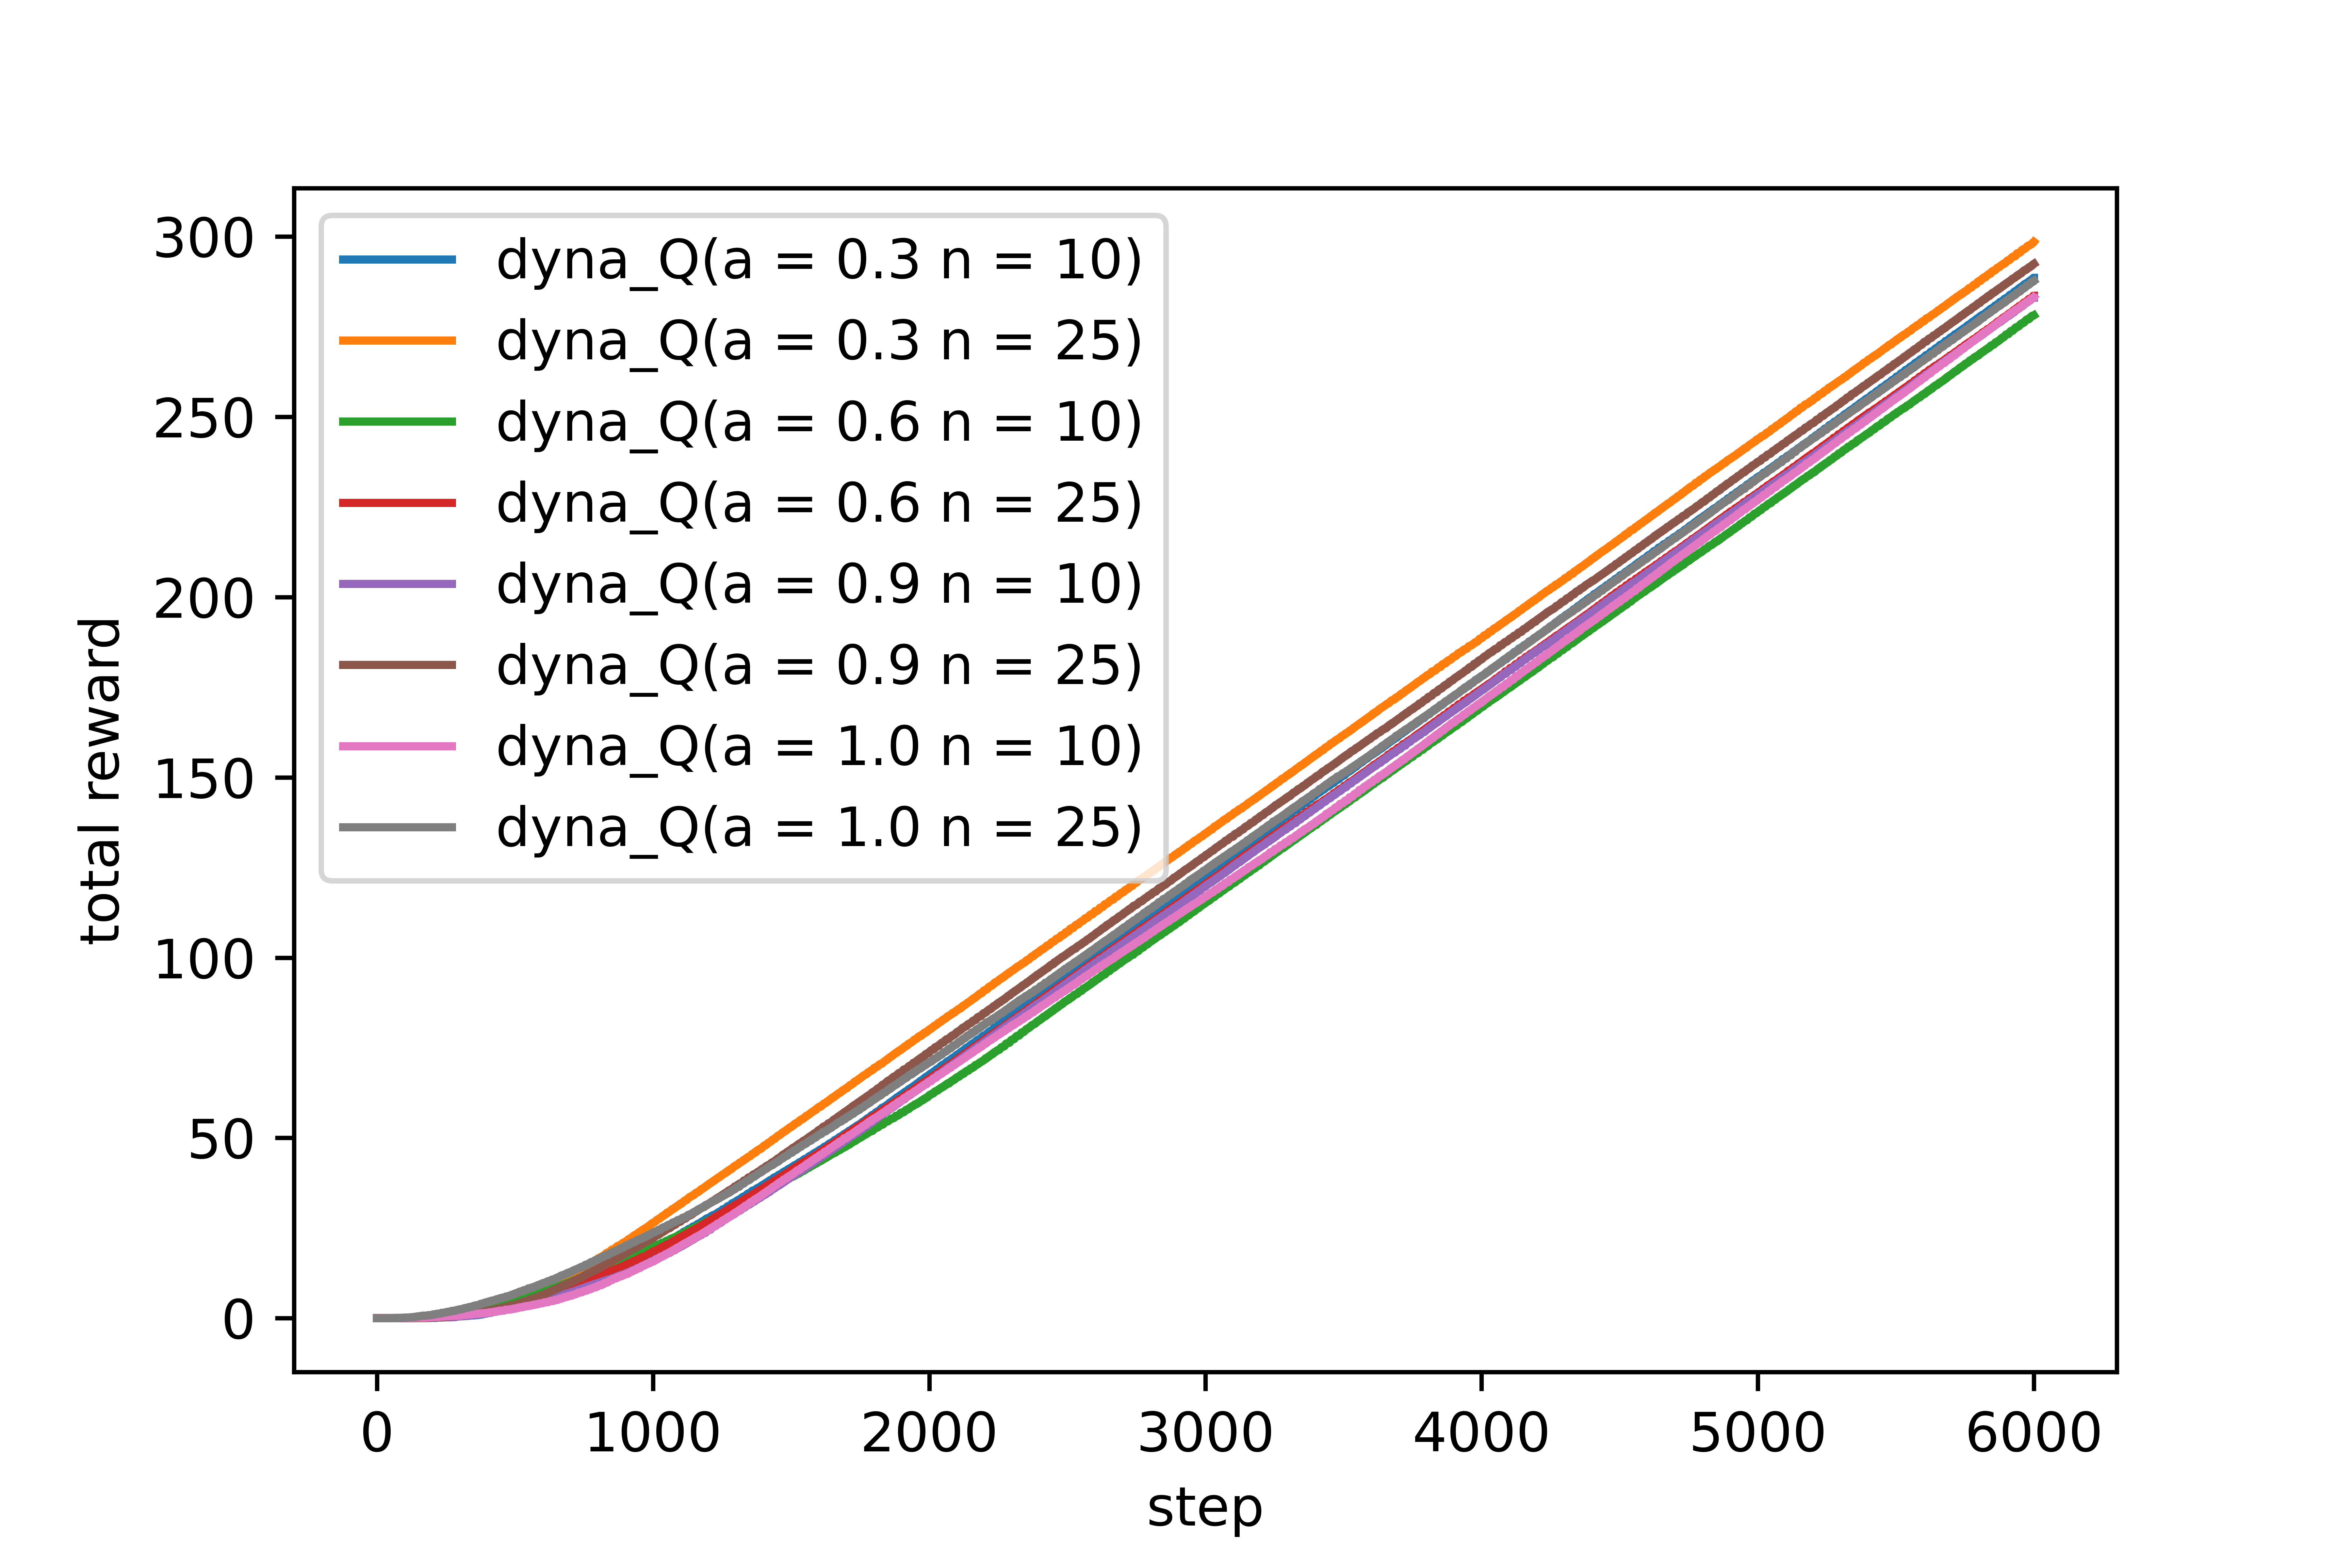 300
250
200
150
100
50
0
total reward
dyna_Q(a = 0.3 n = 10)
dyna_Q(a = 0.3 n = 25)
dyna_Q(a = 0.6 n = 10)
dyna_Q(a = 0.6 n = 25)
dyna_Q(a = 0.9 n = 10)
dyna_Q(a = 0.9 n = 25)
dyna_Q(a = 1.0 n = 10)
dyna_Q(a = 1.0 n = 25)
0 1000 2000 3000 4000 5000 6000
step